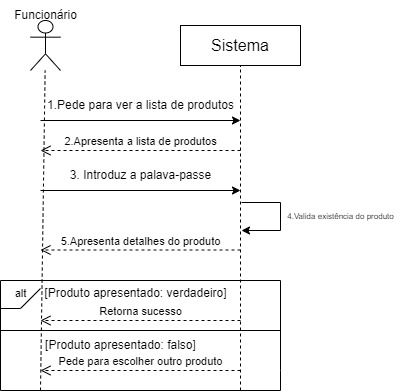 Funcionário
Sistema
1.Pede para ver a lista de produtos
2.Apresenta a lista de produtos
3. Introduz a palava-passe
4.Valida existência do produto
5.Apresenta detalhes do produto
alt
[Produto apresentado: verdadeiro]
Retorna sucesso
[Produto apresentado: falso]
Pede para escolher outro produto